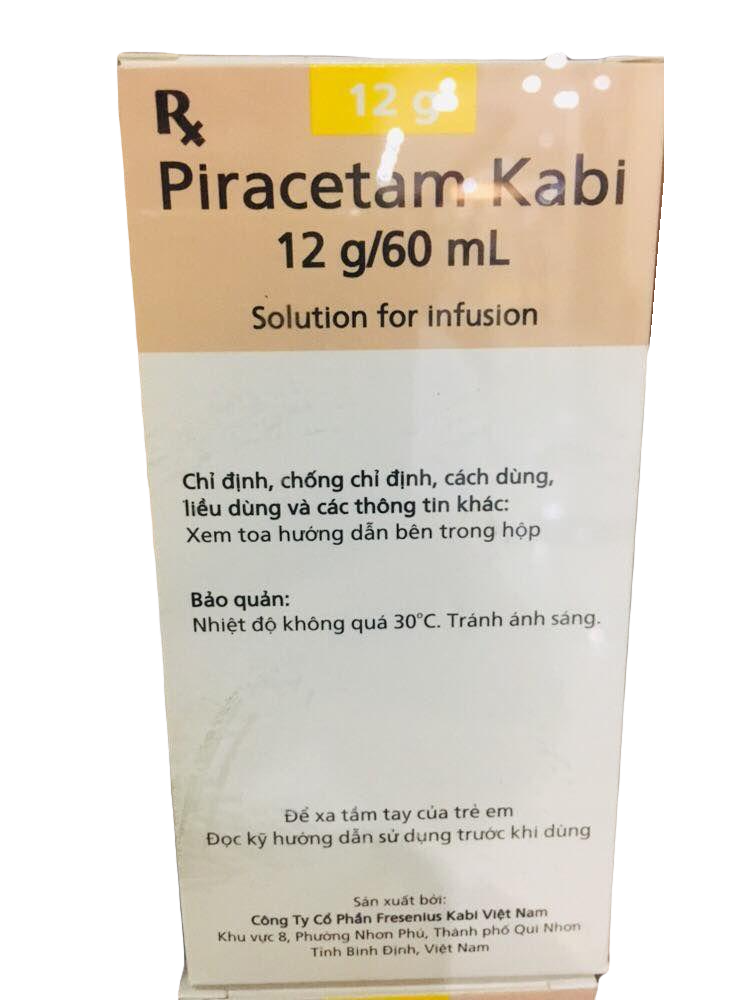 12 g
Rx
Piracetam Kabi
12 g/60 mL
Solution for infusion
Chỉ định, chống chỉ định, cách dùng,
liều dùng và các thông tin khác:
Xem toa hướng dẫn bên trong hộp
Bảo quản:
Nhiệt độ không quá 30°C. Tránh ánh sáng.
Để xa tầm tay của trẻ em
Đọc kỹ hướng dẫn sử dụng trước khi dùng
Sản xuất bởi:
Công Ty Cổ Phần Fresenius Kabi Việt Nam
Khu vực 8, Phường Nhơn Phú, Thành phố Qui Nhơn
Tỉnh Bình Định, Việt Nam